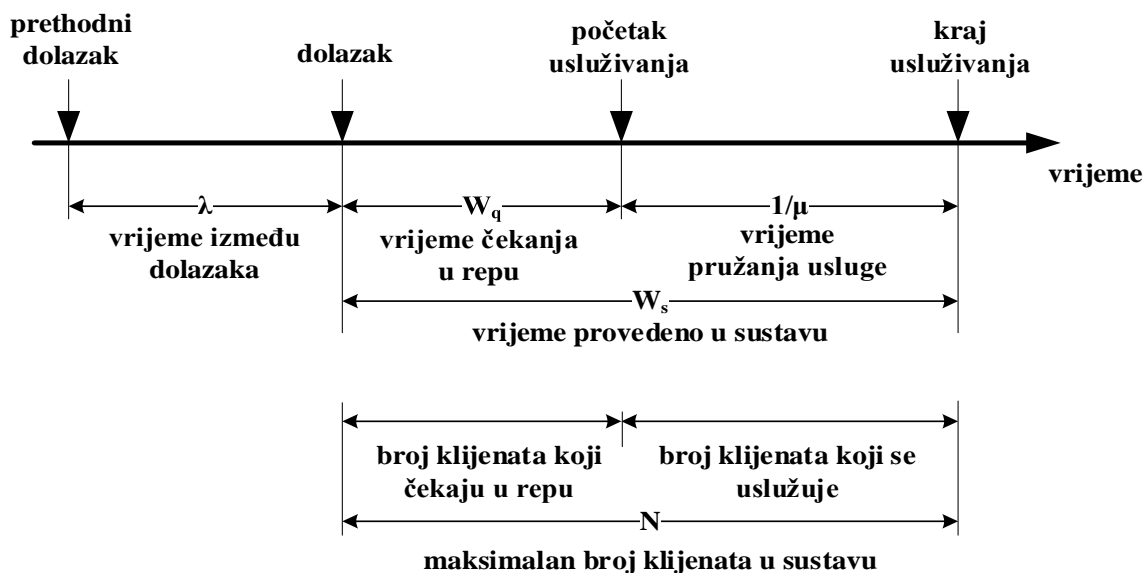 prethodni
dolazak
dolazak
početak
usluživanja
kraj
usluživanja
vrijeme
λ
vrijeme između
dolazaka
Wq
vrijeme čekanja
u repu
1/μ
vrijeme
pružanja usluge
Ws
vrijeme provedeno u sustavu
broj klijenata koji
čekaju u repu
broj klijenata koji se
uslužuje
N
maksimalan broj klijenata u sustavu